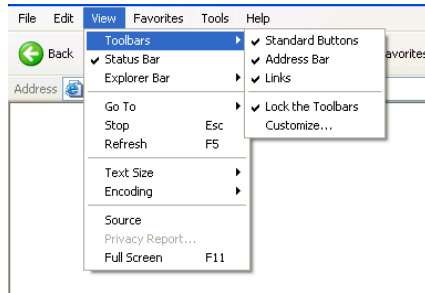 File Edit View Favorites Tools Help
Back
Address
Toolbars
Status Bar
Explorer Bar
Go To
Stop Esc
Refresh F5
Text Size
Encoding
Source
Privacy Report...
Full Screen F11
Standard Buttons
Address Bar
Links
Lock the Toolbars
Customize...
avorites